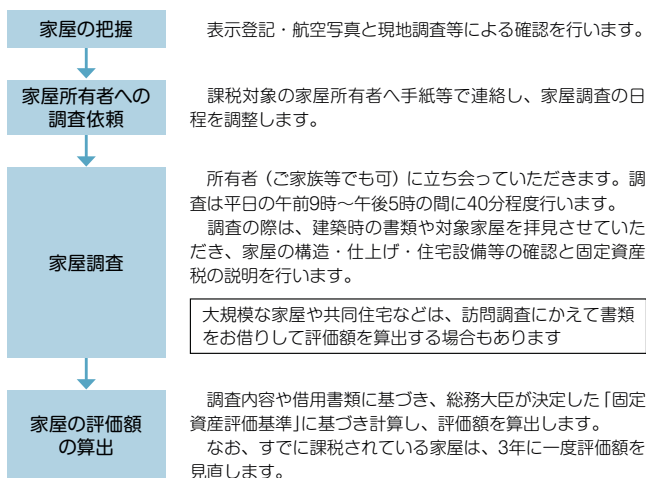 家屋の把握
表示登記・航空写真と現地調査等による確認を行います。
家屋所有者への
調査依頼
課税対象の家屋所有者へ手紙等で連絡し、家屋調査の日
程を調整します。
家屋調査
所有者（ご家族等でも可）に立ち会っていただきます。調
査は平日の午前9時～午後5時の間に40分程度行います。
調査の際は、建築時の書類や対象家屋を拝見させていた
だき、家屋の構造・仕上げ・住宅設備等の確認と固定資産
税の説明を行います。
大規模な家屋や共同住宅などは、訪問調査にかえて書類
をお借りして評価額を算出する場合もあります
家屋の評価額
の算出
調査内容や借用書類に基づき、総務大臣が決定した「固定
資産評価基準」に基づき計算し、評価額を算出します。
なお、すでに課税されている家屋は、3年に一度評価額を
見直します。